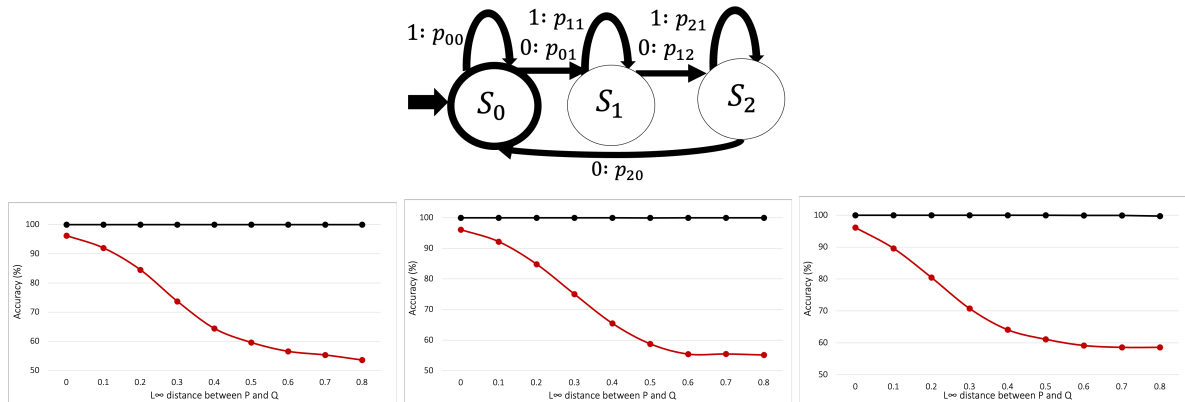 1: p₀₀
1: p₁₁
0: p₀₁
1: p₂₁
0: p₁₂
S₀
S₁
S₂
0: p₂₀
Accuracy (%)
100
90
80
70
60
50
0 0.1 0.2 0.3 0.4 0.5 0.6 0.7 0.8
L∞ distance between P and Q
Accuracy (%)
100
90
80
70
60
50
0 0.1 0.2 0.3 0.4 0.5 0.6 0.7 0.8
L∞ distance between P and Q
Accuracy (%)
100
90
80
70
60
50
0 0.1 0.2 0.3 0.4 0.5 0.6 0.7 0.8
L∞ distance between P and Q